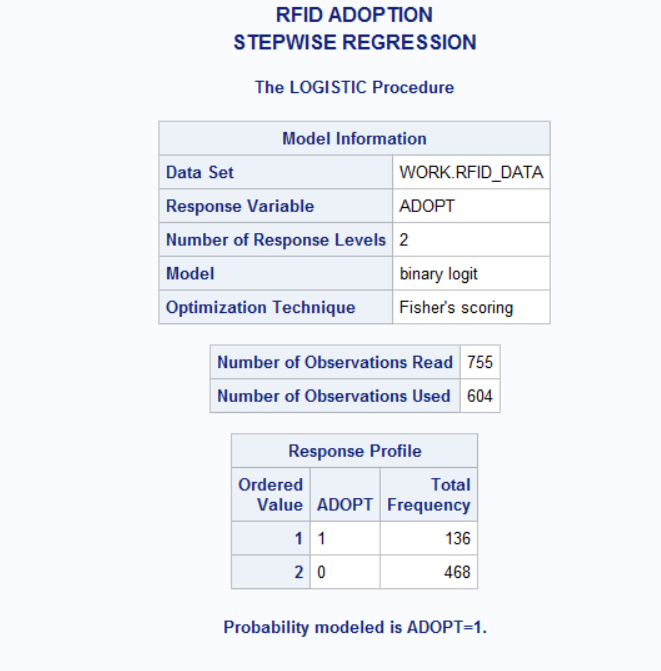 RFID ADOPTION
STEPWISE REGRESSION
The LOGISTIC Procedure
Model Information
Data Set WORK.RFID_DATA
Response Variable ADOPT
Number of Response Levels 2
Model binary logit
Optimization Technique Fisher's scoring
Number of Observations Read 755
Number of Observations Used 604
Response Profile
Ordered Value ADOPT Total Frequency
1 1 136
2 0 468
Probability modeled is ADOPT=1.